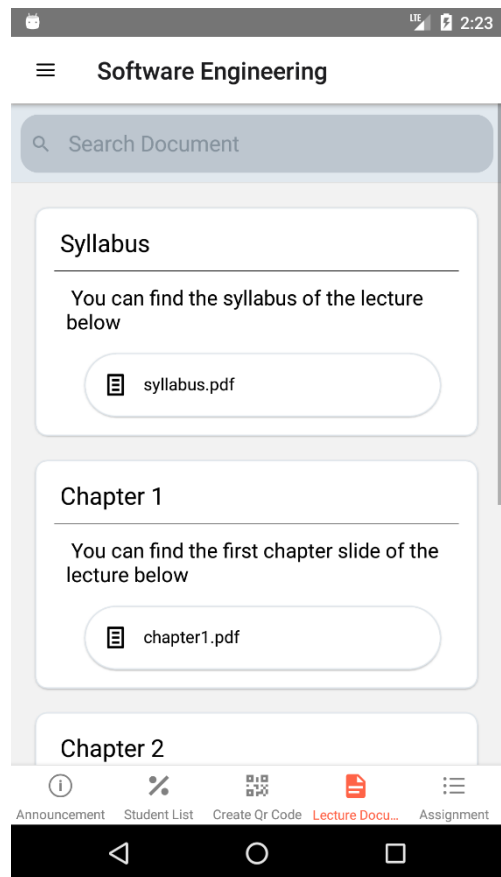 LTE 2:23
Software Engineering
Search Document
Syllabus
You can find the syllabus of the lecture
below
syllabus.pdf
Chapter 1
You can find the first chapter slide of the
lecture below
chapter1.pdf
Chapter 2
Announcement Student List Create Qr Code Lecture Docu... Assignment